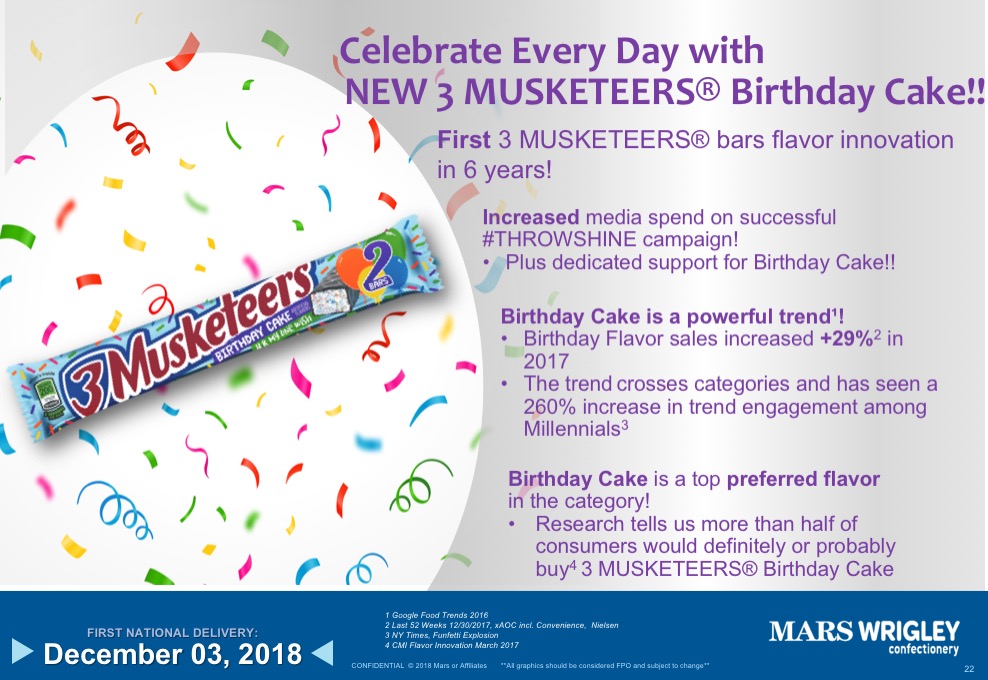 Celebrate Every Day with
NEW 3 MUSKETEERS® Birthday Cake!!
First 3 MUSKETEERS® bars flavor innovation
in 6 years!
Increased media spend on successful
#THROWSHINE campaign!
• Plus dedicated support for Birthday Cake!!
Birthday Cake is a powerful trend¹!
• Birthday Flavor sales increased +29%² in
2017
• The trend crosses categories and has seen a
260% increase in trend engagement among
Millennials³
Birthday Cake is a top preferred flavor
in the category!
• Research tells us more than half of
consumers would definitely or probably
buy⁴ 3 MUSKETEERS® Birthday Cake
3 Musketeers
BIRTHDAY CAKE
2
BARS
FIRST NATIONAL DELIVERY:
December 03, 2018
1 Google Food Trends 2016
2 Last 52 Weeks 12/30/2017, xAOC incl. Convenience, Nielsen
3 NY Times, Funfetti Explosion
4 CMI Flavor Innovation March 2017
CONFIDENTIAL © 2018 Mars or Affiliates **All graphics should be considered FPO and subject to change**
MARS WRIGLEY
confectionery
22